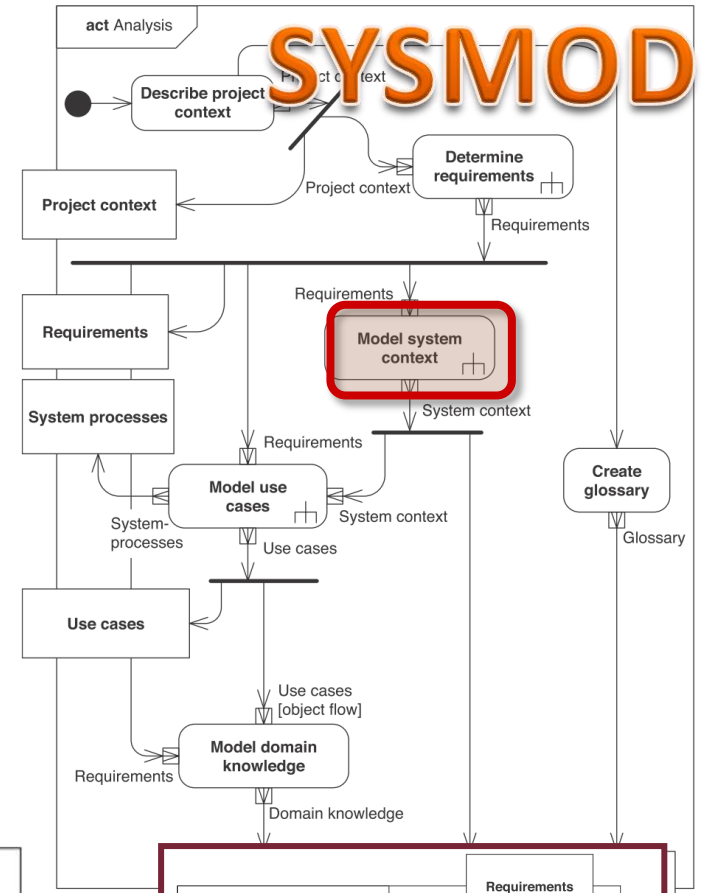 act Analysis
SYSMOD
Project context
Describe project
context
Determine
requirements
Project context
Project context
Requirements
Requirements
Requirements
Model system
context
System context
System processes
Requirements
Model use
cases
System context
Create
glossary
System-
processes
Use cases
Glossary
Use cases
Use cases
[object flow]
Model domain
knowledge
Requirements
Domain knowledge
Requirements